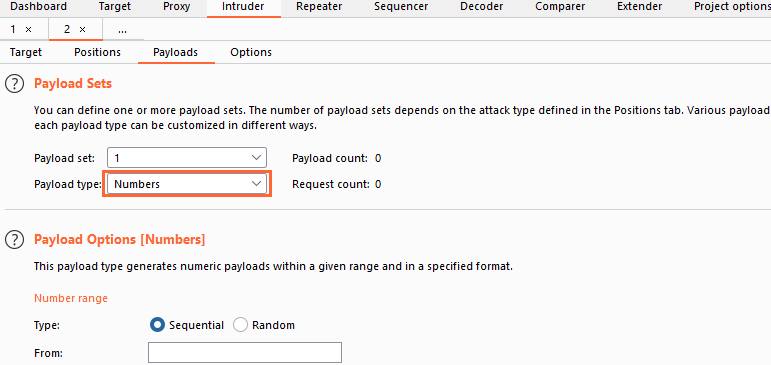 Dashboard Target Proxy Intruder Repeater Sequencer Decoder Comparer Extender Project options
1 × 2 × ...
Target Positions Payloads Options
? Payload Sets
You can define one or more payload sets. The number of payload sets depends on the attack type defined in the Positions tab. Various payload
each payload type can be customized in different ways.
Payload set: 1 Payload count: 0
Payload type: Numbers Request count: 0
? Payload Options [Numbers]
This payload type generates numeric payloads within a given range and in a specified format.
Number range
Type: Sequential Random
From: